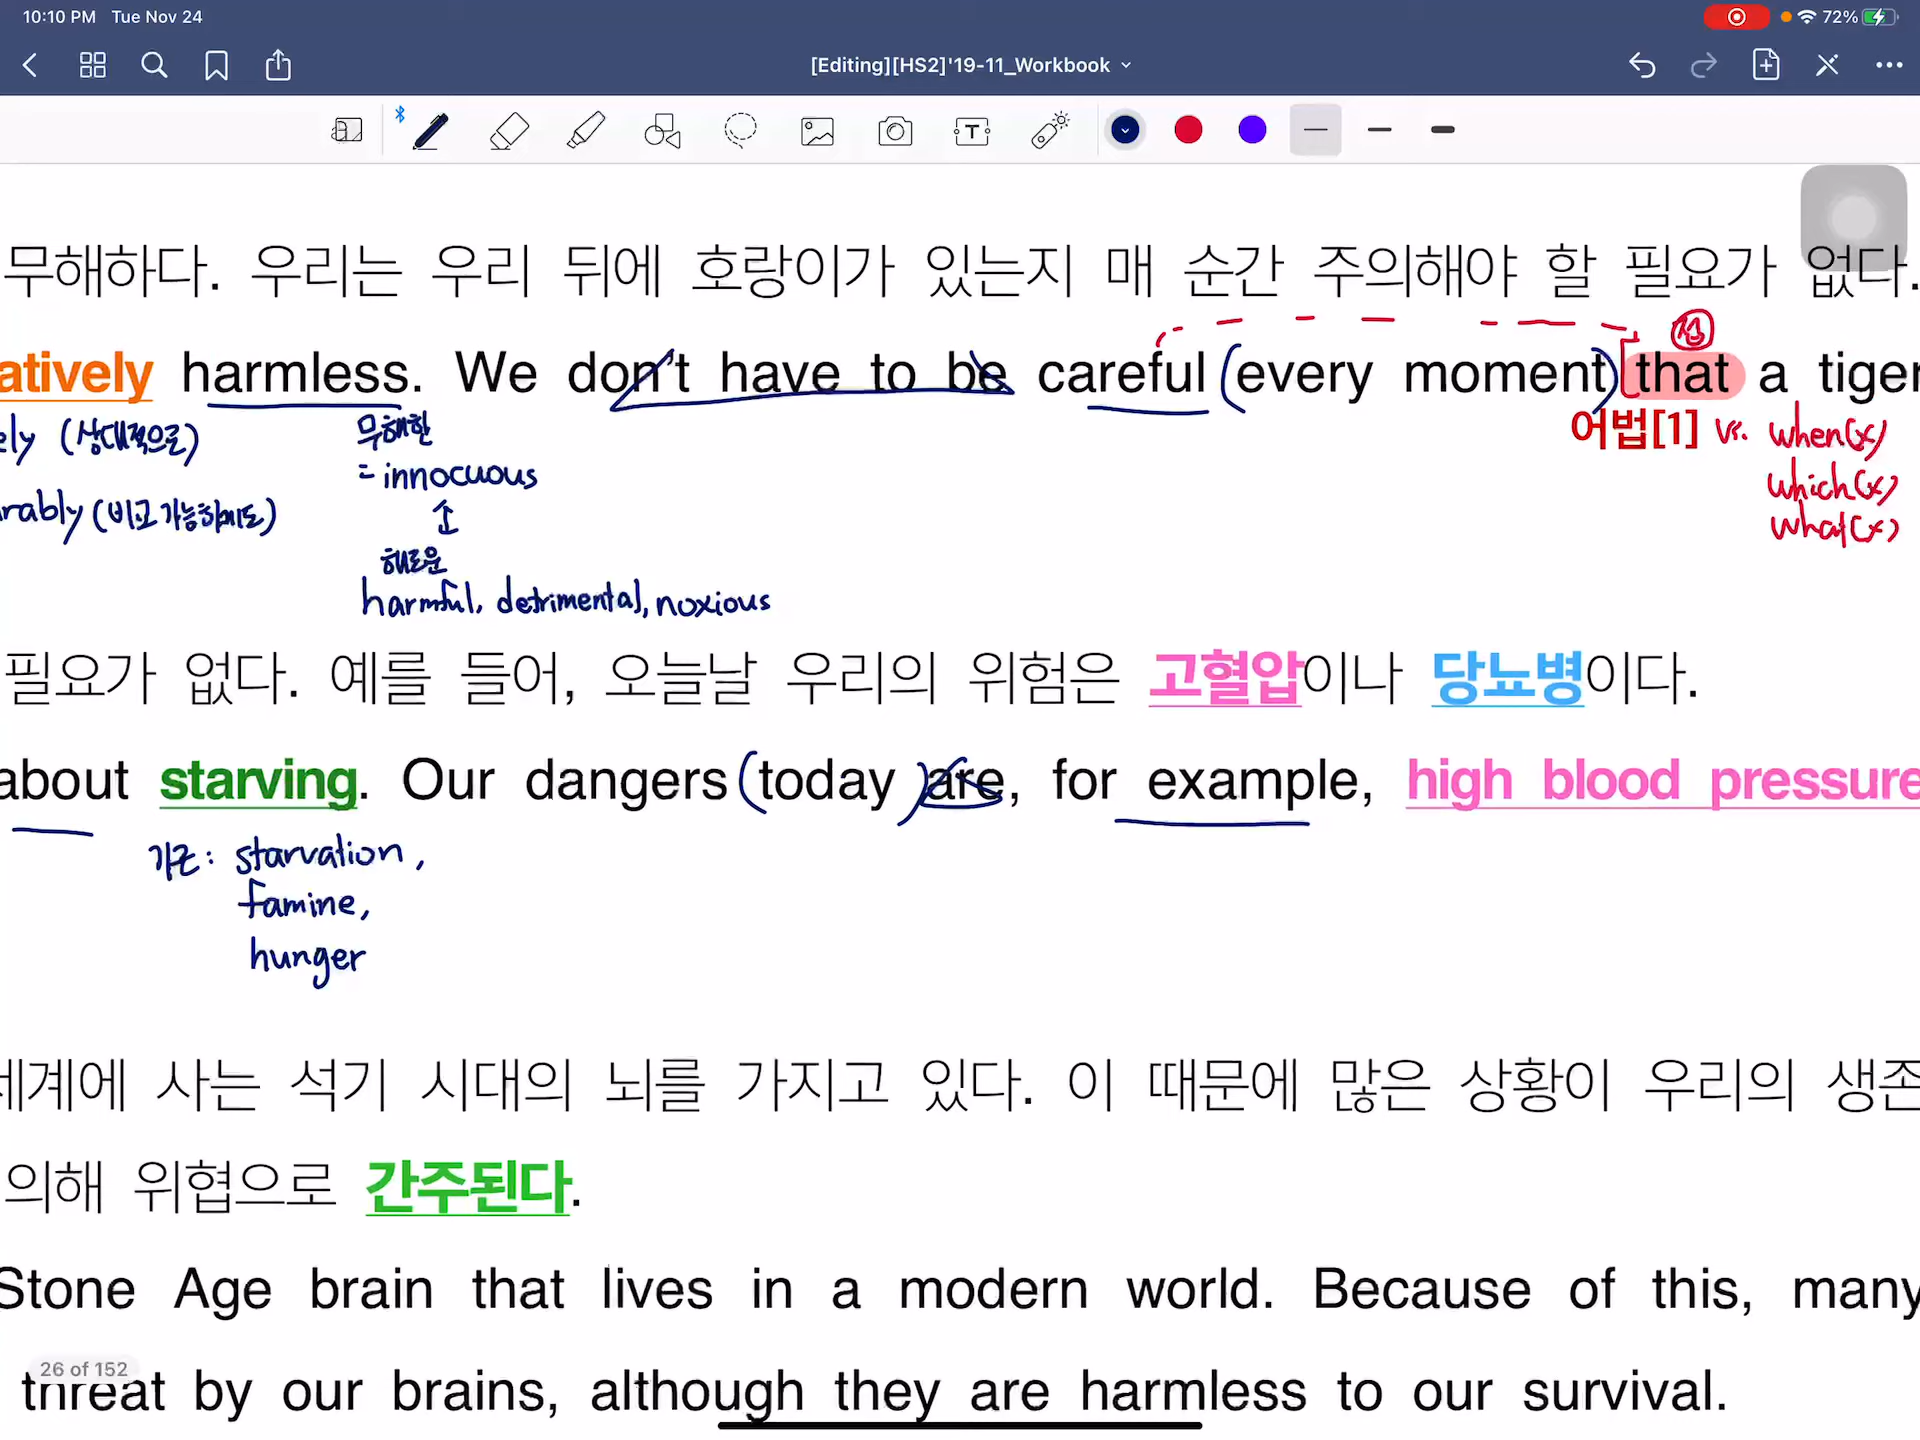 10:10 PM Tue Nov 24
72%
[Editing][HS2]'19-11_Workbook
무해하다. 우리는 우리 뒤에 호랑이가 있는지 매 순간 주의해야 할 필요가 없다.
atively harmless. We don't have to be careful (every moment) [that a tiger
어법[1] vs. when(x)
which(x)
what(x)
ely (상대적으로)
무해한
= innocuous
rably (비교 가능하게도)
↕
해로운
harmful, detrimental, noxious
필요가 없다. 예를 들어, 오늘날 우리의 위험은 고혈압이나 당뇨병이다.
about starving. Our dangers (today) are, for example, high blood pressure
기근: starvation,
famine,
hunger
세계에 사는 석기 시대의 뇌를 가지고 있다. 이 때문에 많은 상황이 우리의 생존
의해 위협으로 간주된다.
Stone Age brain that lives in a modern world. Because of this, many
26 of 152
threat by our brains, although they are harmless to our survival.